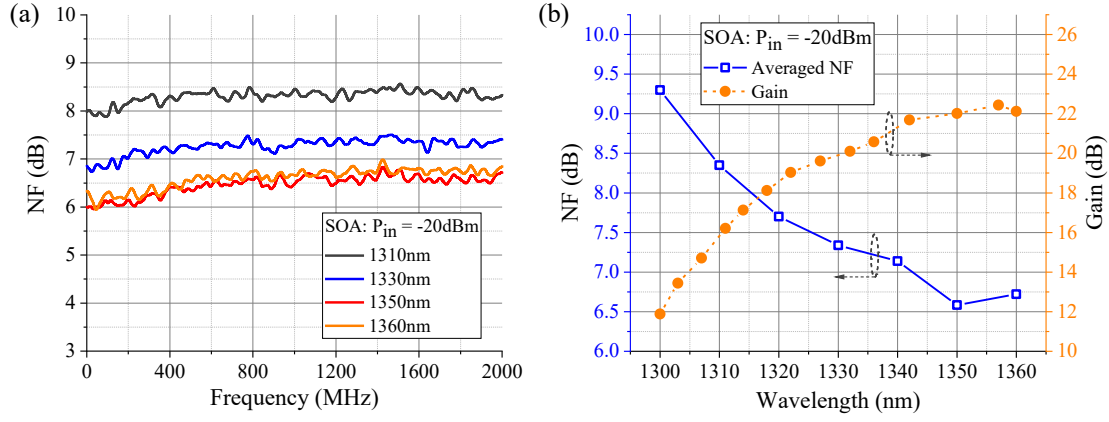 (a)
10
9
8
7
6
5
4
3
NF (dB)
SOA: Pin = -20dBm
1310nm
1330nm
1350nm
1360nm
0 400 800 1200 1600 2000
Frequency (MHz)
(b)
10.0
9.5
9.0
8.5
8.0
7.5
7.0
6.5
6.0
NF (dB)
SOA: Pin = -20dBm
Averaged NF
Gain
26
24
22
20
18
16
14
12
10
Gain (dB)
1300 1310 1320 1330 1340 1350 1360
Wavelength (nm)